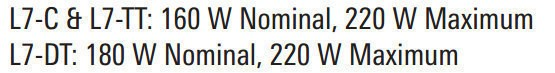 L7-C & L7-TT: 160 W Nominal, 220 W Maximum
L7-DT: 180 W Nominal, 220 W Maximum